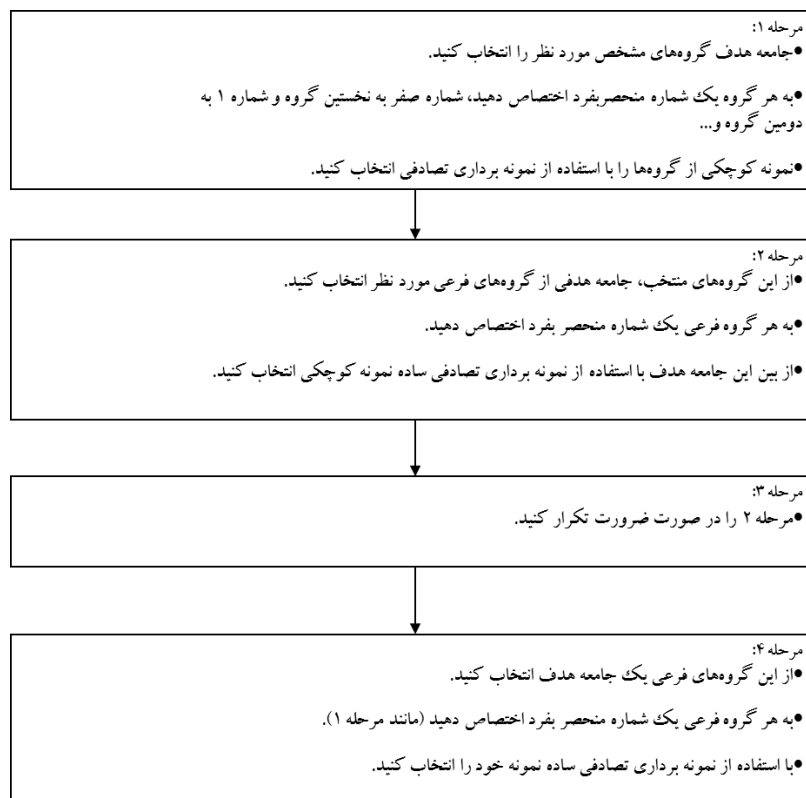 مرحله ۱:
●جامعه هدف گروه‌های مشخص مورد نظر را انتخاب کنید.
●به هر گروه یک شماره منحصربفرد اختصاص دهید، شماره صفر به نخستین گروه و شماره ۱ به
دومین گروه و...
●نمونه کوچکی از گروه‌ها را با استفاده از نمونه برداری تصادفی انتخاب کنید.
مرحله ۲:
●از این گروه‌های منتخب، جامعه هدفی از گروه‌های فرعی مورد نظر انتخاب کنید.
●به هر گروه فرعی یک شماره منحصر بفرد اختصاص دهید.
●از بین این جامعه هدف با استفاده از نمونه برداری تصادفی ساده نمونه کوچکی انتخاب کنید.
مرحله ۳:
●مرحله ۲ را در صورت ضرورت تکرار کنید.
مرحله ۴:
●از این گروه‌های فرعی یک جامعه هدف انتخاب کنید.
●به هر گروه فرعی یک شماره منحصر بفرد اختصاص دهید (مانند مرحله ۱).
●با استفاده از نمونه برداری تصادفی ساده نمونه خود را انتخاب کنید.